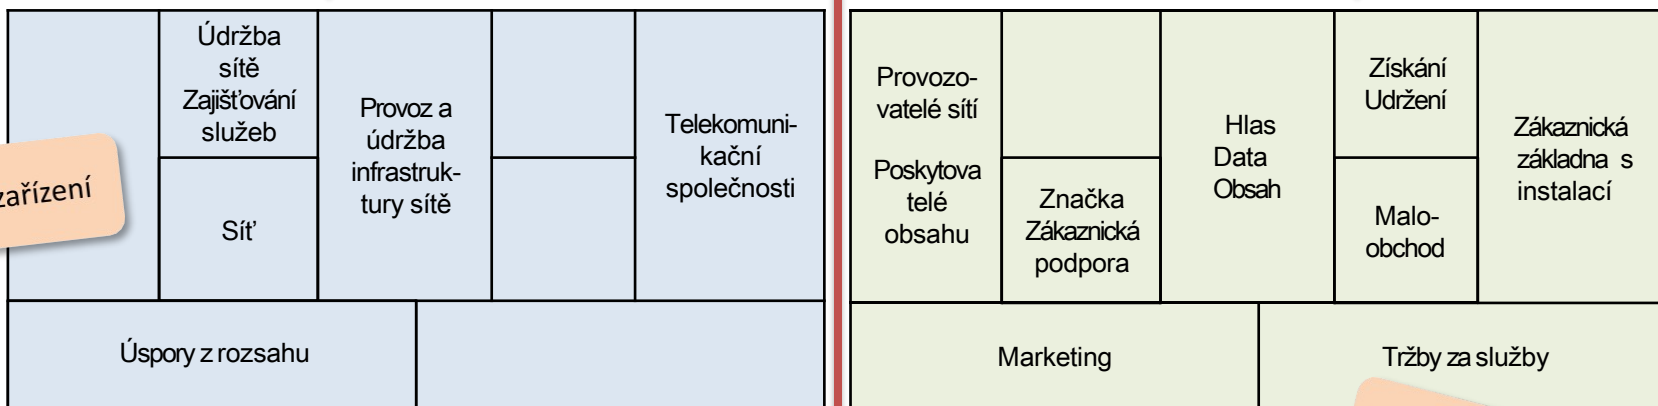 Údržba
sítě
Zajišťování
služeb
zařízení
Síť
Provoz a
údržba
infrastruk-
tury sítě
Telekomuni-
kační
společnosti
Úspory z rozsahu
Provozo-
vatelé sítí
Poskytova
telé
obsahu
Značka
Zákaznická
podpora
Hlas
Data
Obsah
Získání
Udržení
Malo-
obchod
Zákaznická
základna s
instalací
Marketing
Tržby za služby